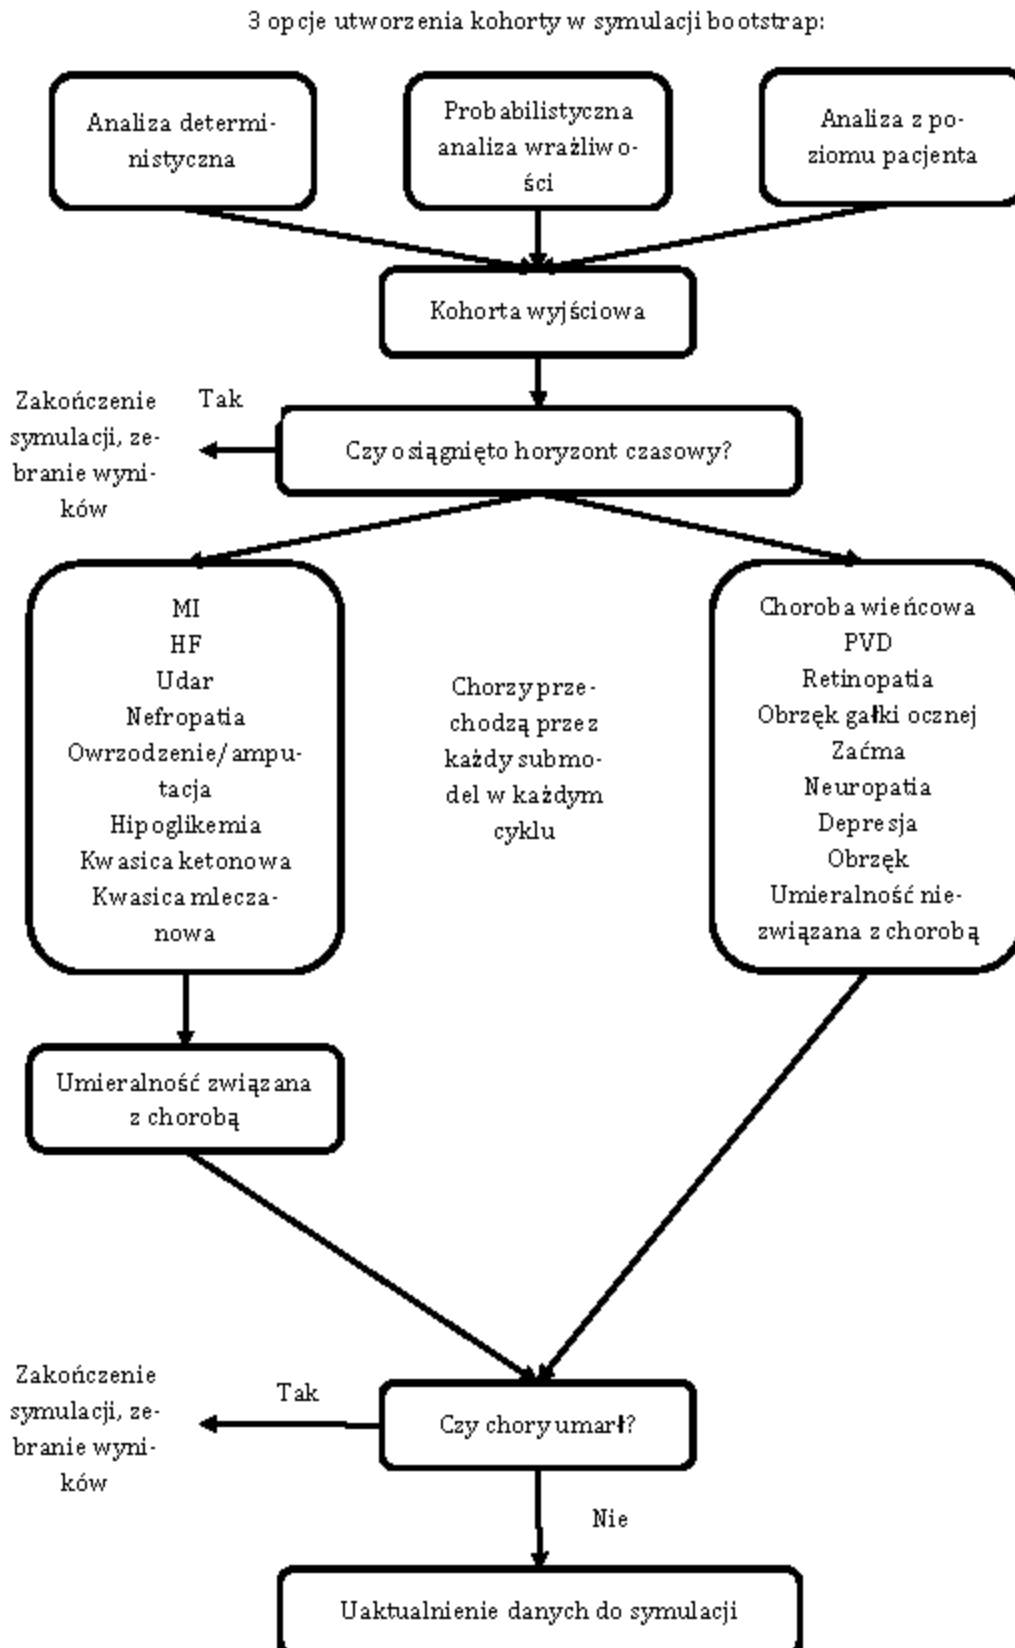 3 opcje utworzenia kohorty w symulacji bootstrap:
Analiza determi-
nistyczna
Probabilistyczna
analiza wrażliwo-
ści
Analiza z po-
ziomu pacjenta
Kohorta wyjściowa
Zakończenie
symulacji, ze-
branie wyni-
ków
Tak
Czy osiągnięto horyzont czasowy?
MI
HF
Udar
Nefropatia
Owrzodzenie/ampu-
tacja
Hipoglikemia
Kwasica ketonowa
Kwasica mlecza-
nowa
Chorzy prze-
chodzą przez
każdy submo-
del w każdym
cyklu
Choroba wieńcowa
PVD
Retinopatia
Obrzęk gałki ocznej
Zaćma
Neuropatia
Depresja
Obrzęk
Umieralność nie-
związana z chorobą
Umieralność związana
z chorobą
Zakończenie
symulacji, ze-
branie wyni-
ków
Tak
Czy chory umarł?
Nie
Uaktualnienie danych do symulacji